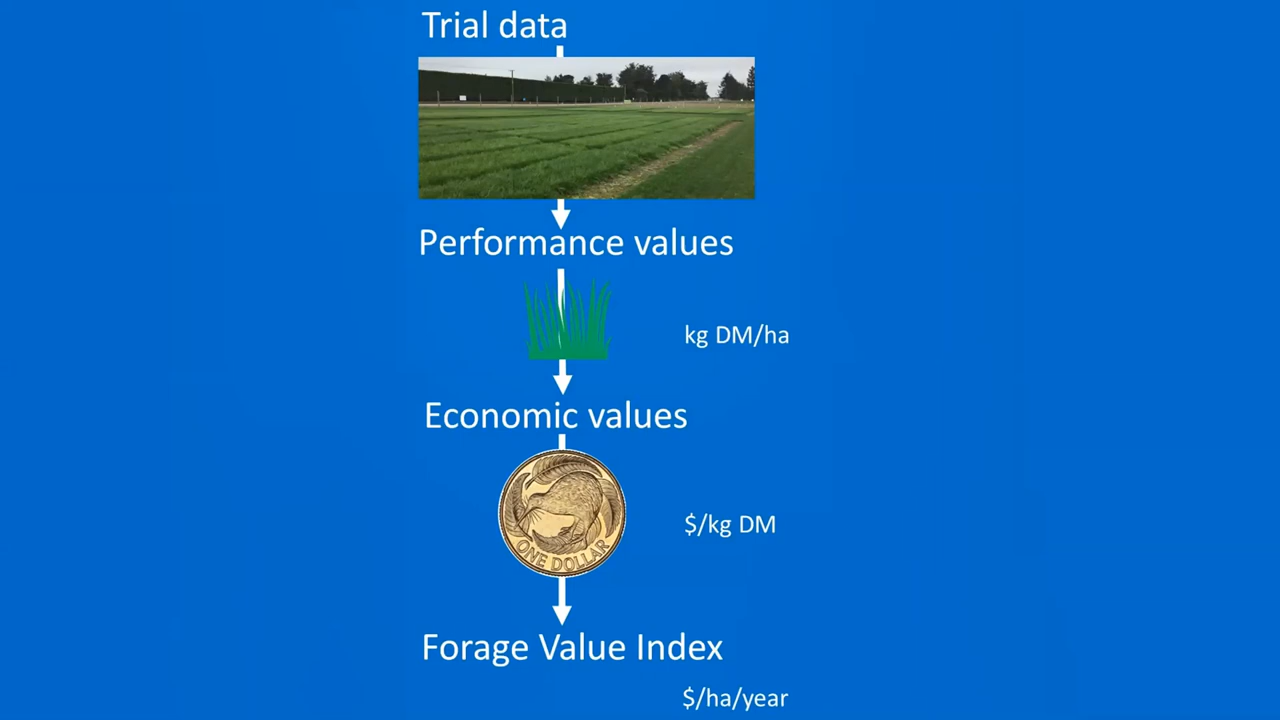 Trial data
Performance values
kg DM/ha
Economic values
ONE DOLLAR
$/kg DM
Forage Value Index
$/ha/year